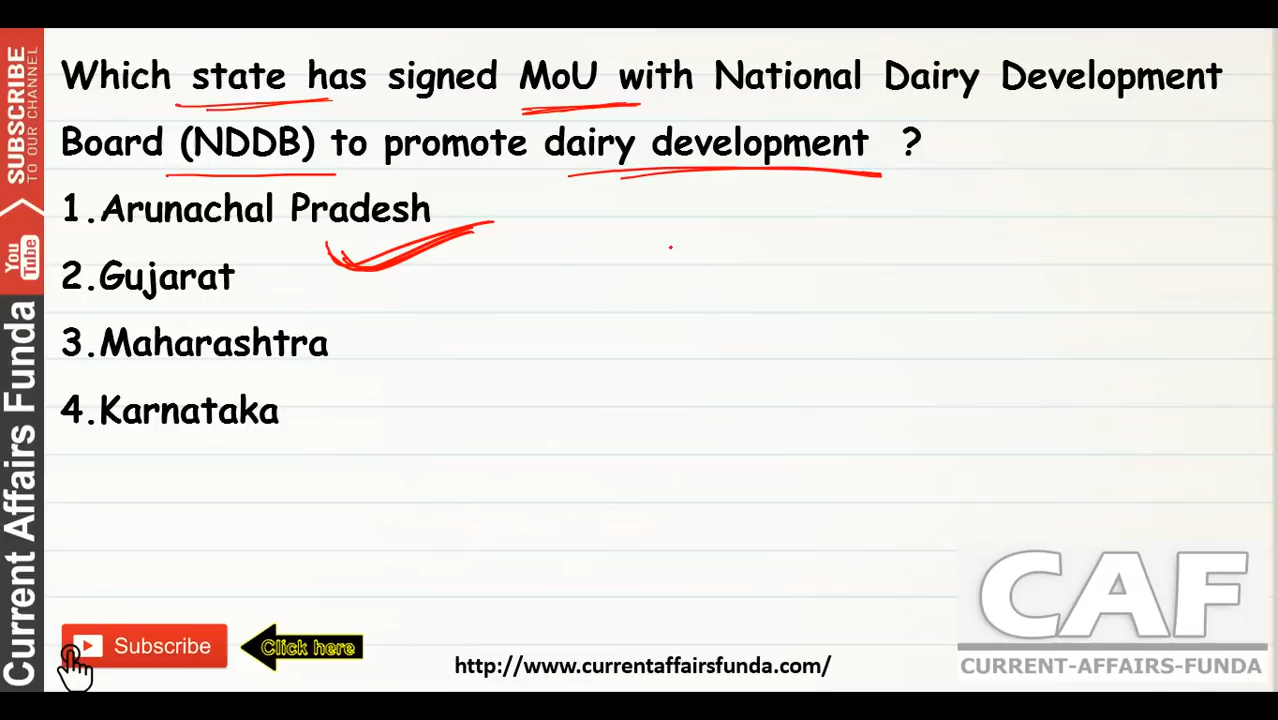 Which state has signed MoU with National Dairy Development
Board (NDDB) to promote dairy development ?
1.Arunachal Pradesh
2.Gujarat
3.Maharashtra
4.Karnataka
SUBSCRIBE
TO OUR CHANNEL
You
Tube
Current Affairs Funda
Subscribe
Click here
http://www.currentaffairsfunda.com/
CAF
CURRENT-AFFAIRS-FUNDA